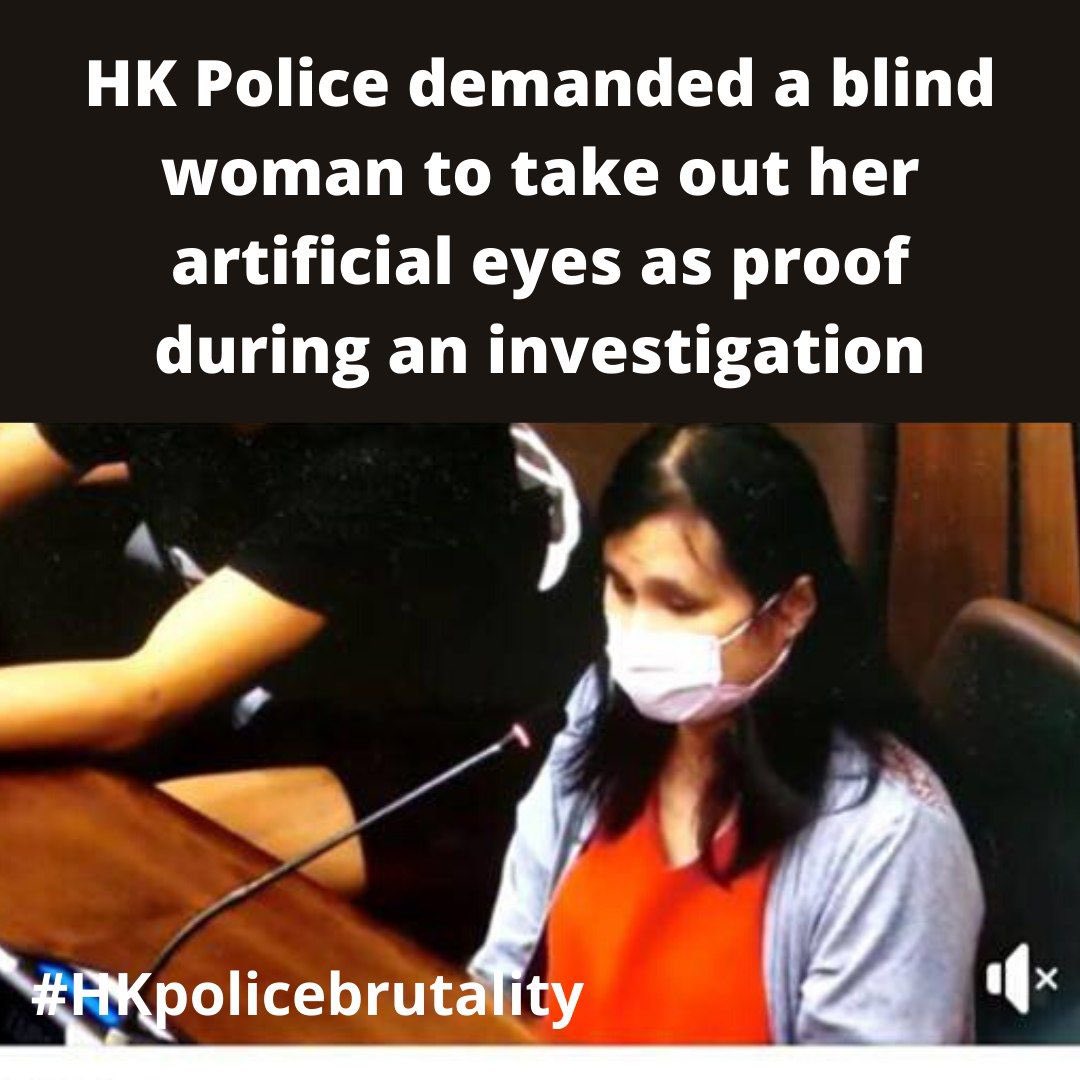 HK Police demanded a blind
woman to take out her
artificial eyes as proof
during an investigation
#HKpolicebrutality